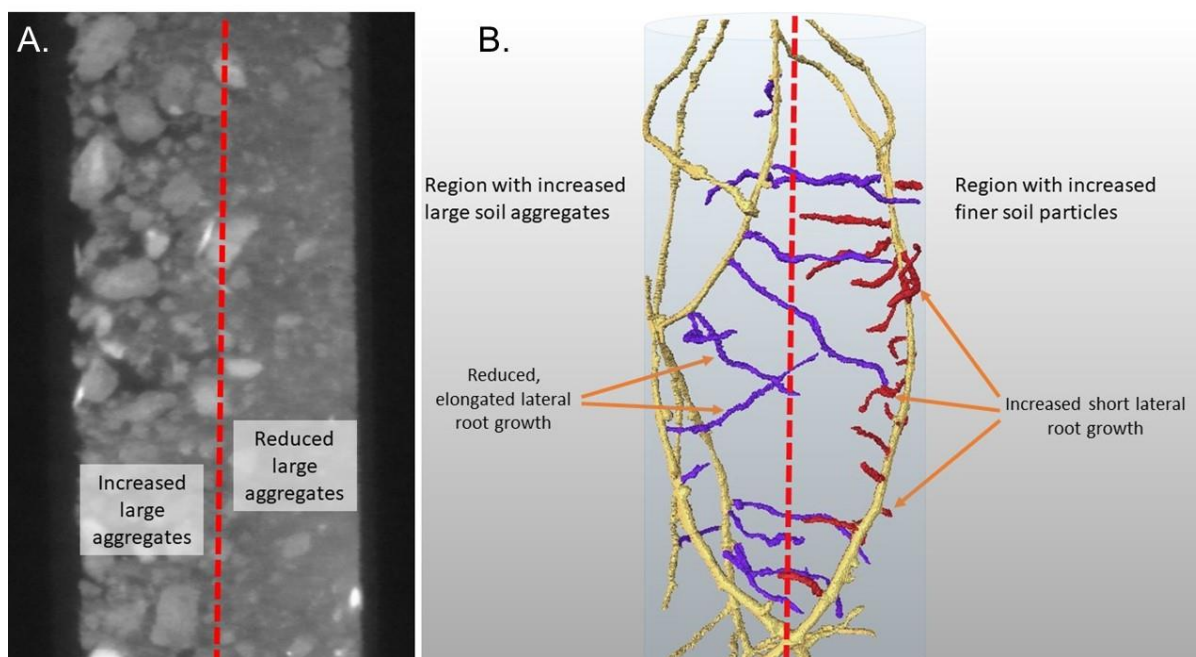 A.
Increased
large
aggregates
Reduced
large
aggregates
B.
Region with increased
large soil aggregates
Region with increased
finer soil particles
Reduced,
elongated lateral
root growth
Increased short lateral
root growth